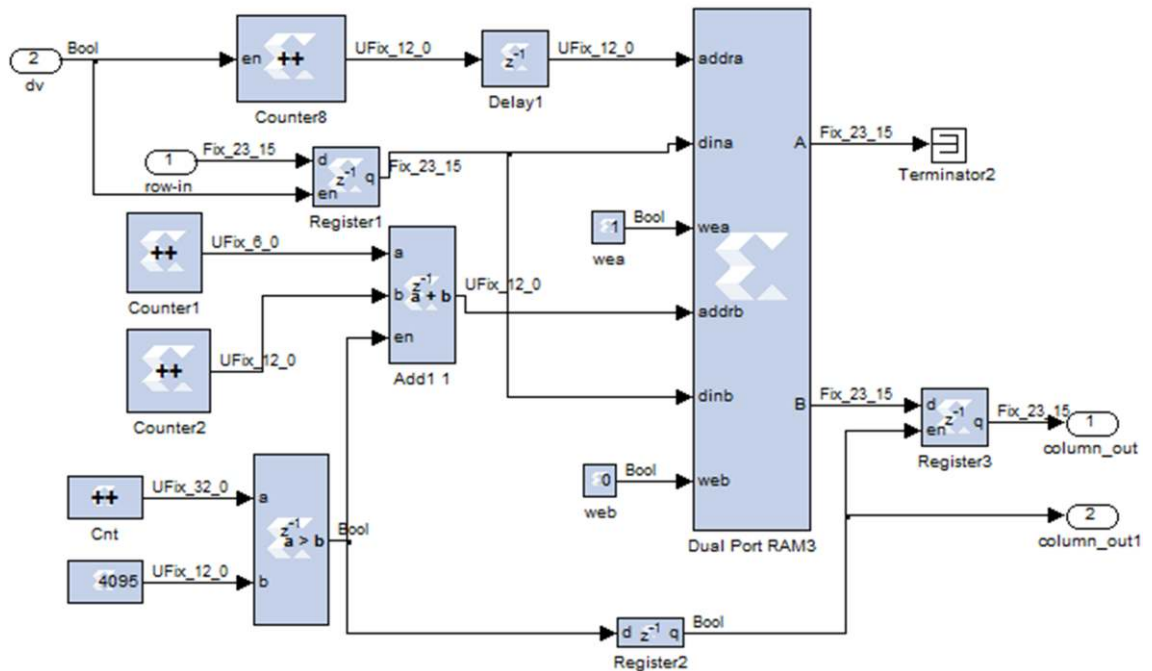 2
Bool
dv
en
++
Counter8
UFix_12_0
z⁻¹
Delay1
UFix_12_0
1
row-in
Fix_23_15
d
en
z⁻¹ q
Register1
Fix_23_15
++
Counter1
UFix_6_0
++
Counter2
UFix_12_0
a
b
en
z⁻¹
a + b
Add1 1
UFix_12_0
++
Cnt
UFix_32_0
4095
UFix_12_0
a
b
z⁻¹
a > b
Bool
d z⁻¹ q
Register2
Bool
1
wea
Bool
0
web
Bool
addra
dina
wea
addrb
dinb
web
A
B
Dual Port RAM3
Fix_23_15
Terminator2
Fix_23_15
d
en
z⁻¹ q
Register3
Fix_23_15
1
column_out
2
column_out1